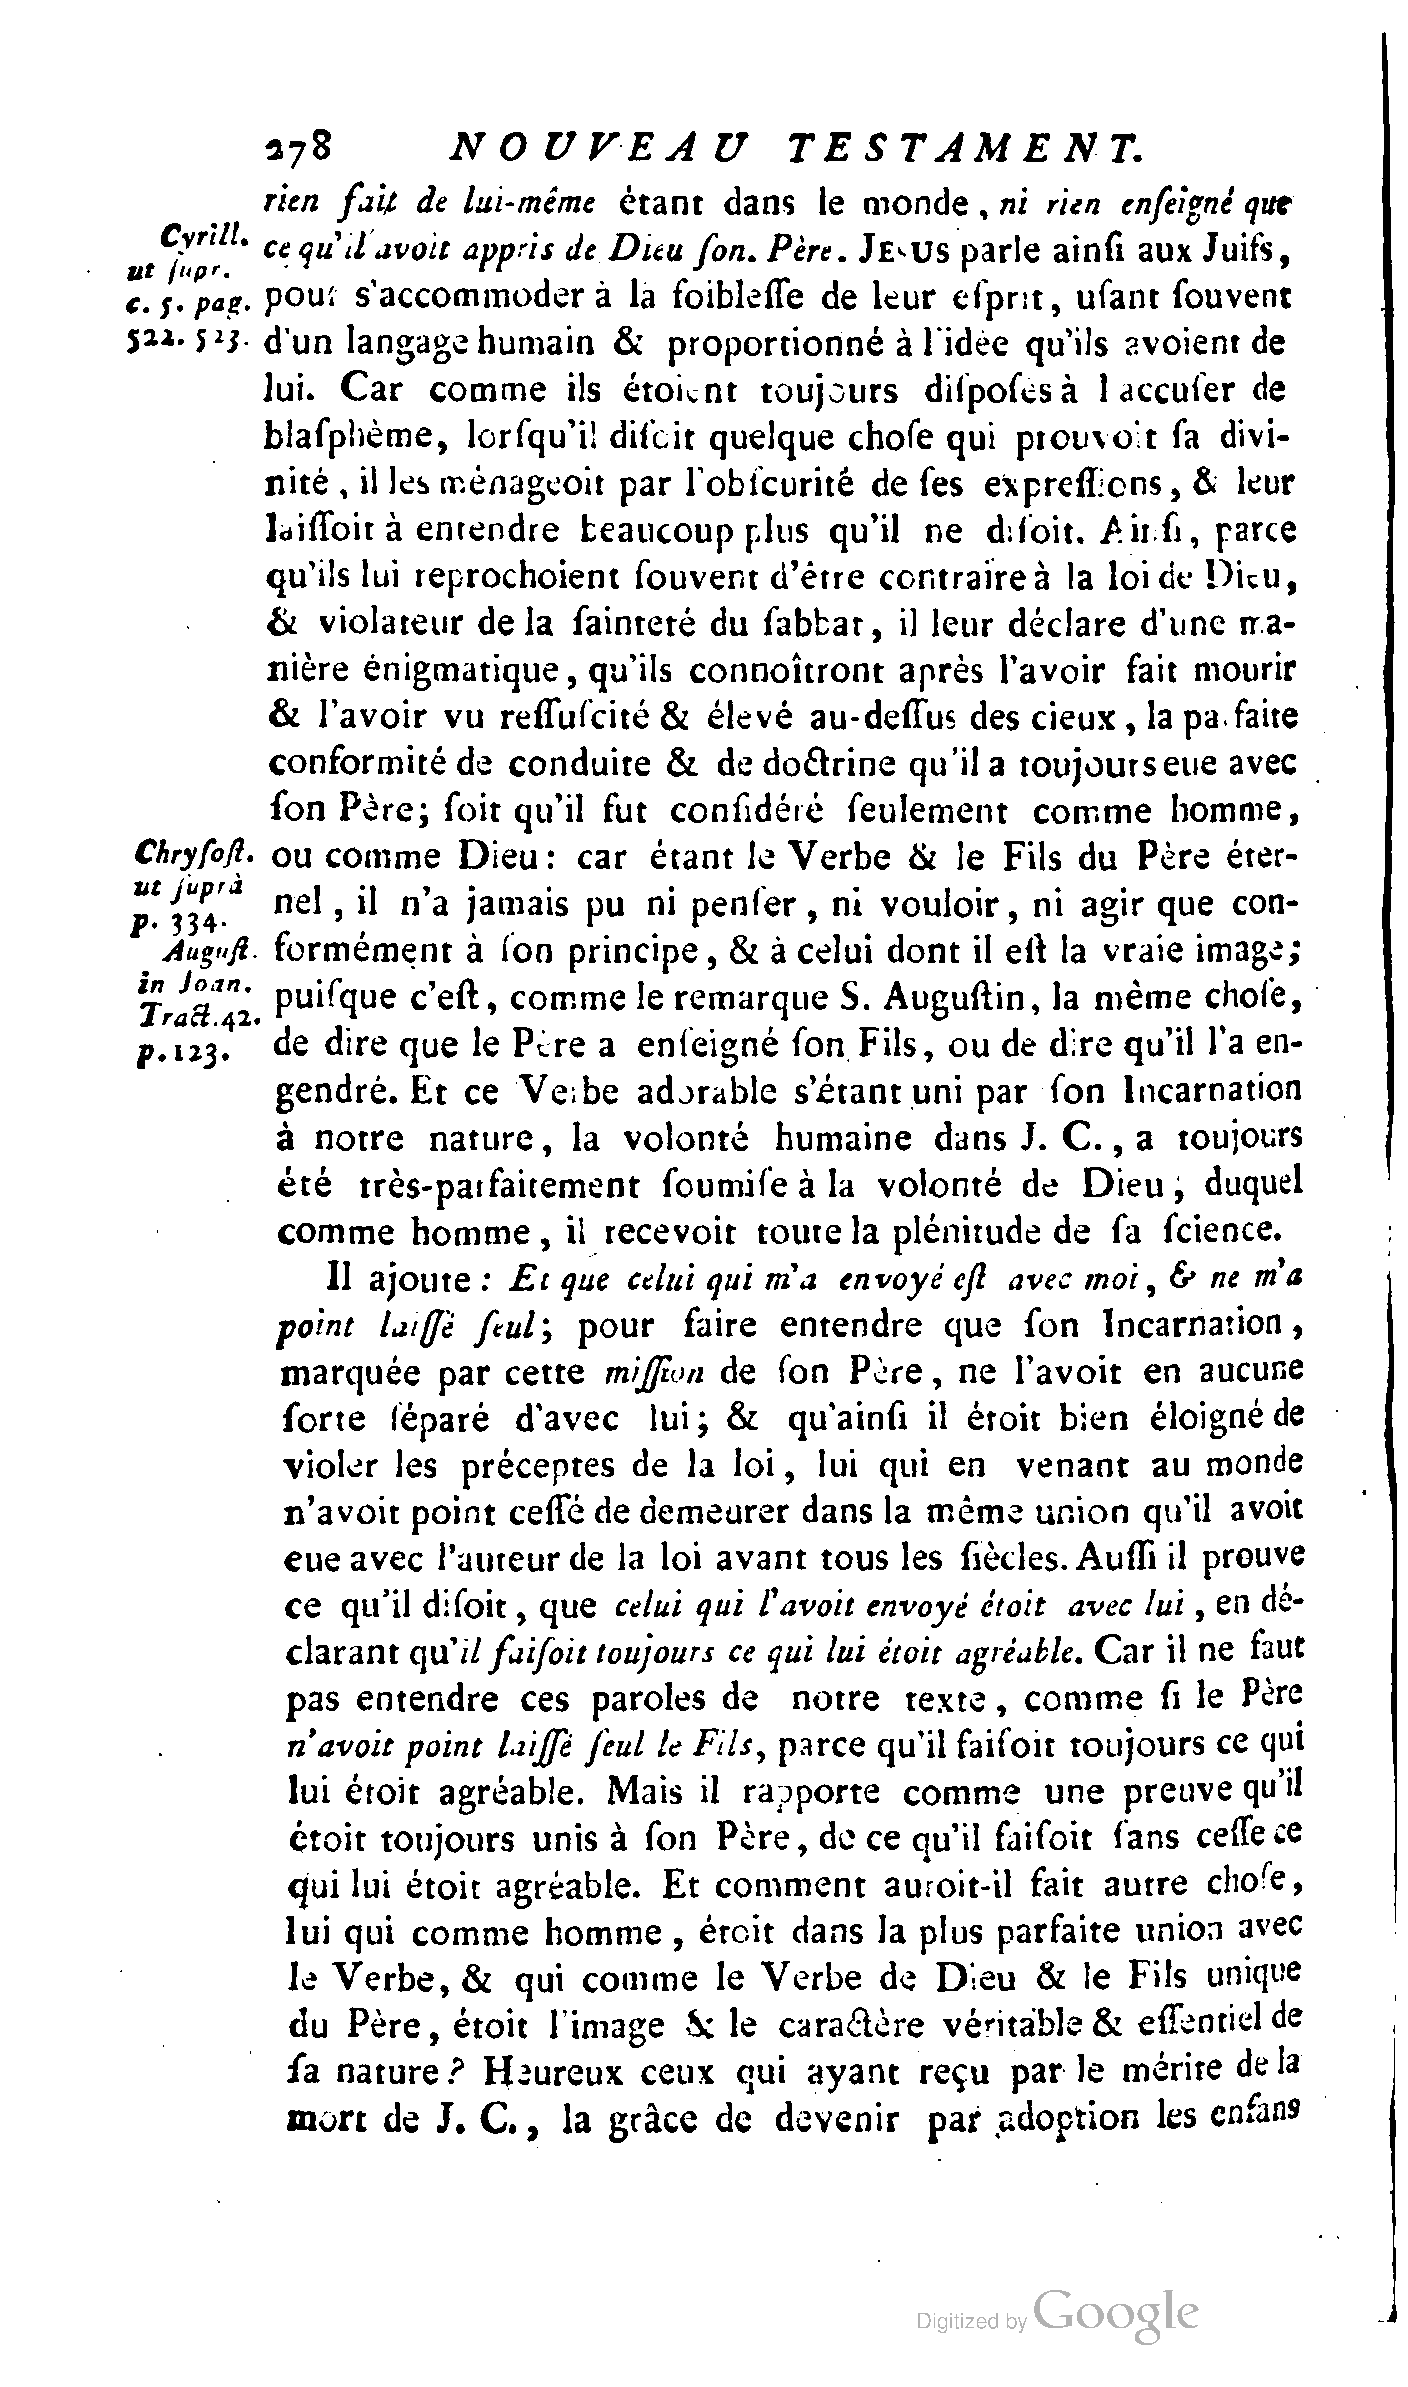 278 NOUVEAU TESTAMENT.
rien fait de lui-même étant dans le monde, ni rien enſeigné que
Cyrill.
ut ſupr.
c. 5. pag.
522. 523.
ce qu'il avoit appris de Dieu ſon. Père. JESUS parle ainſi aux Juifs,
pour s'accommoder à la foibleſſe de leur eſprit, uſant ſouvent
d'un langage humain & proportionné à l'idée qu'ils avoient de
lui. Car comme ils étoient toujours diſpoſés à l'accuſer de
blaſphème, lorſqu'il diſoit quelque choſe qui prouvoit ſa divi-
nité, il les ménageoit par l'obſcurité de ſes expreſſions, & leur
laiſſoit à entendre beaucoup plus qu'il ne diſoit. Ainſi, parce
qu'ils lui reprochoient ſouvent d'être contraire à la loi de Dieu,
& violateur de la ſainteté du ſabbat, il leur déclare d'une ma-
nière énigmatique, qu'ils connoîtront après l'avoir fait mourir
& l'avoir vu reſſuſcité & élevé au-deſſus des cieux, la parfaite
conformité de conduite & de doctrine qu'il a toujours eue avec
ſon Père; ſoit qu'il fut conſidéré ſeulement comme homme,
Chryſoſt.
ut ſuprà
p. 334.
Auguſt.
in Joan.
Tract. 42.
p. 123.
ou comme Dieu: car étant le Verbe & le Fils du Père éter-
nel, il n'a jamais pu ni penſer, ni vouloir, ni agir que con-
formément à ſon principe, & à celui dont il eſt la vraie image;
puiſque c'eſt, comme le remarque S. Auguſtin, la même choſe,
de dire que le Père a enſeigné ſon Fils, ou de dire qu'il l'a en-
gendré. Et ce Verbe adorable s'étant uni par ſon Incarnation
à notre nature, la volonté humaine dans J. C., a toujours
été très-parfaitement ſoumiſe à la volonté de Dieu; duquel
comme homme, il recevoit toute la plénitude de ſa ſcience.
Il ajoute: Et que celui qui m'a envoyé eſt avec moi, & ne m'a
point laiſſé ſeul; pour faire entendre que ſon Incarnation,
marquée par cette miſſion de ſon Père, ne l'avoit en aucune
ſorte ſéparé d'avec lui; & qu'ainſi il étoit bien éloigné de
violer les préceptes de la loi, lui qui en venant au monde
n'avoit point ceſſé de demeurer dans la même union qu'il avoit
eue avec l'auteur de la loi avant tous les ſiècles. Auſſi il prouve
ce qu'il diſoit, que celui qui l'avoit envoyé étoit avec lui, en dé-
clarant qu'il faiſoit toujours ce qui lui étoit agréable. Car il ne faut
pas entendre ces paroles de notre texte, comme ſi le Père
n'avoit point laiſſé ſeul le Fils, parce qu'il faiſoit toujours ce qui
lui étoit agréable. Mais il rapporte comme une preuve qu'il
étoit toujours unis à ſon Père, de ce qu'il faiſoit ſans ceſſe ce
qui lui étoit agréable. Et comment auroit-il fait autre choſe,
lui qui comme homme, étoit dans la plus parfaite union avec
le Verbe, & qui comme le Verbe de Dieu & le Fils unique
du Père, étoit l'image & le caractère véritable & eſſentiel de
ſa nature? Heureux ceux qui ayant reçu par le mérite de la
mort de J. C., la grâce de devenir par adoption les enfans
Digitized by Google